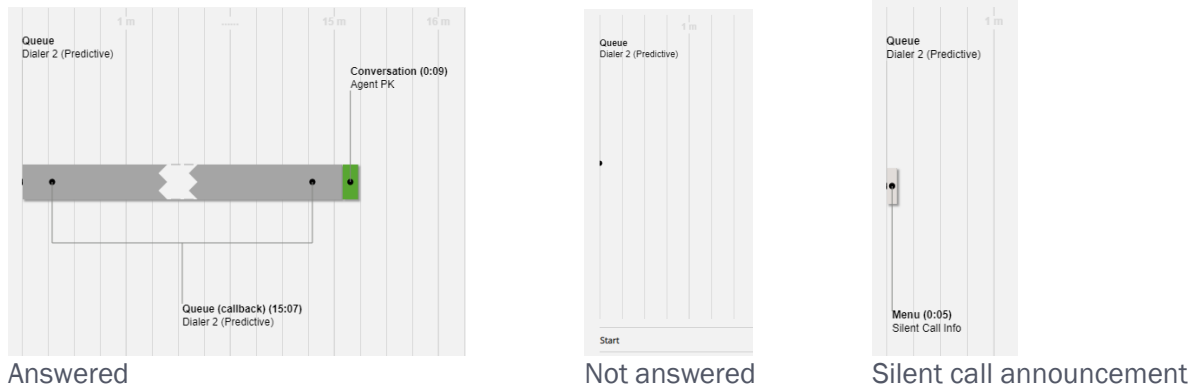 1 m
......
15 m
16 m
Queue
Dialer 2 (Predictive)
Conversation (0:09)
Agent PK
Queue (callback) (15:07)
Dialer 2 (Predictive)
Answered
1 m
Queue
Dialer 2 (Predictive)
Start
Not answered
1 m
Queue
Dialer 2 (Predictive)
Menu (0:05)
Silent Call Info
Silent call announcement